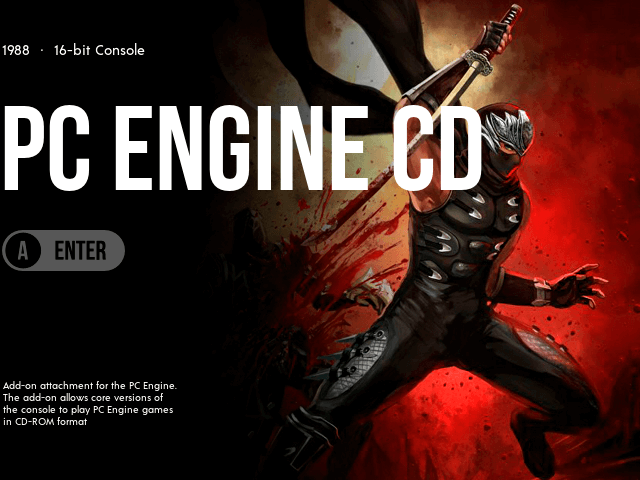 1988 · 16-bit Console
PC ENGINE CD
A ENTER
Add-on attachment for the PC Engine.
The add-on allows core versions of
the console to play PC Engine games
in CD-ROM format